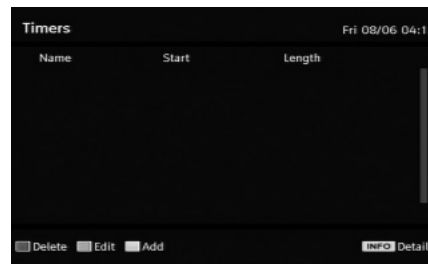 Timers Fri 08/06 04:1
Name Start Length
Delete Edit Add INFO Detail